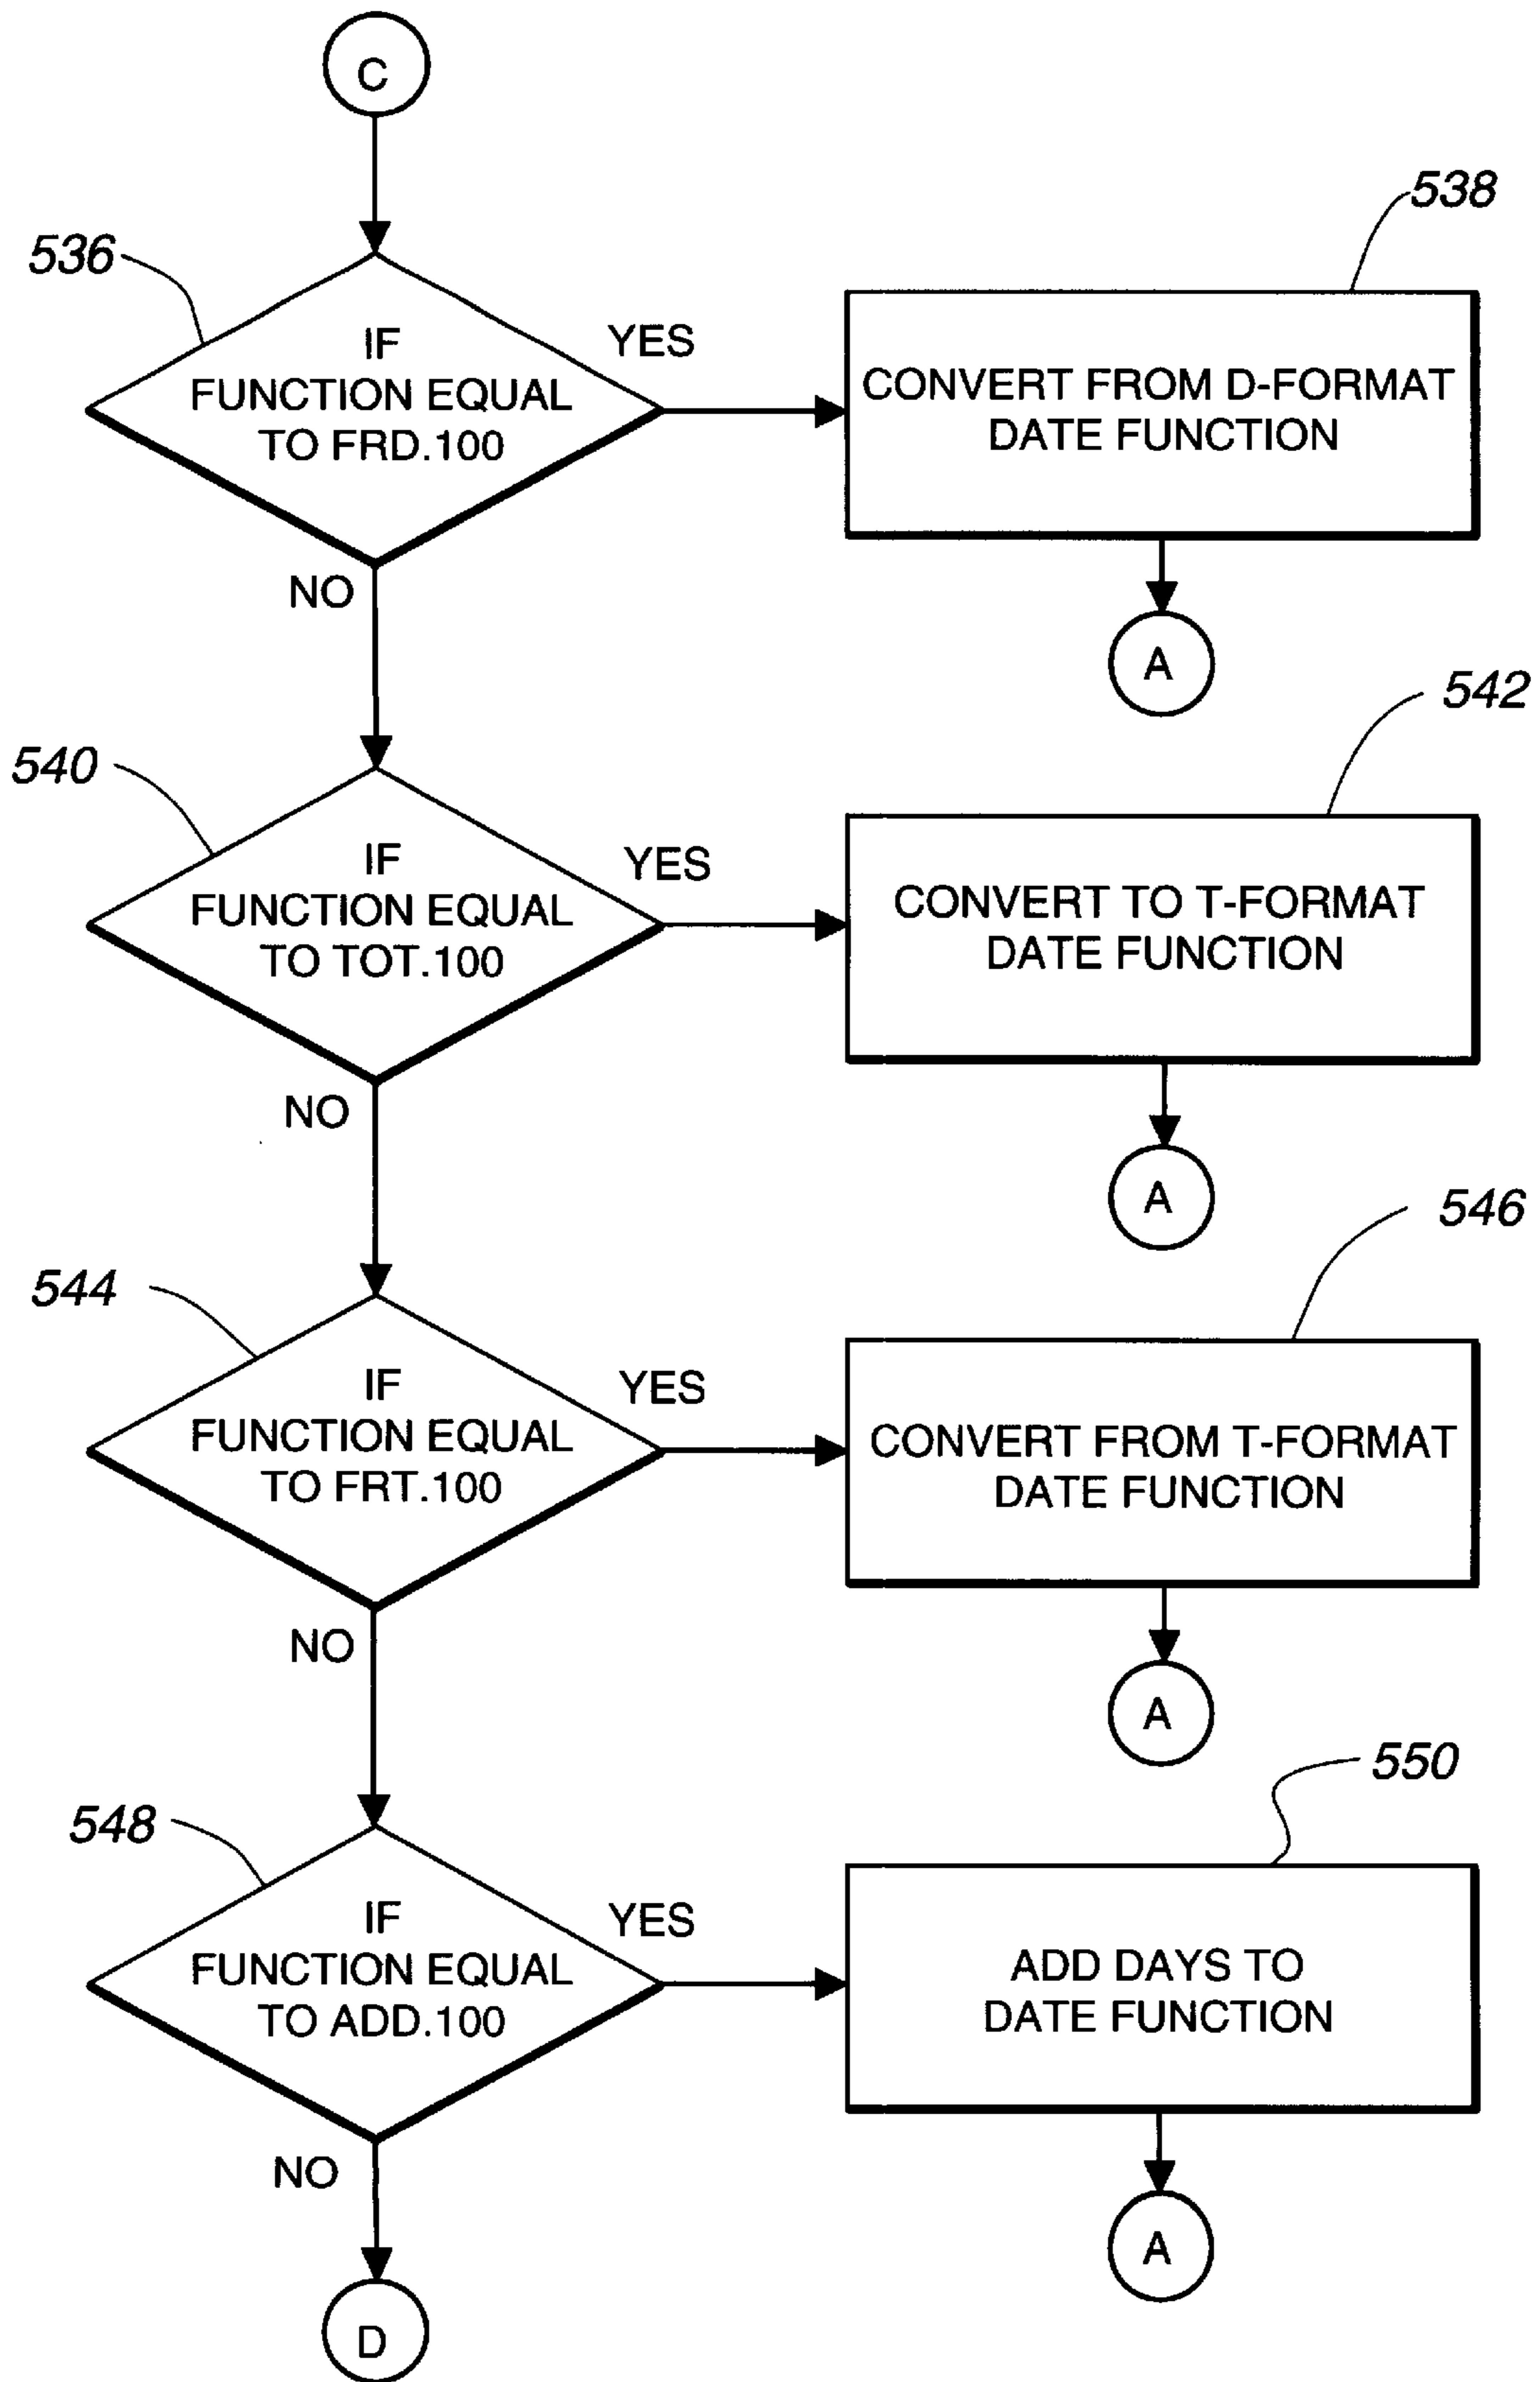 C
536
538
IF
FUNCTION EQUAL
TO FRD.100
YES
CONVERT FROM D-FORMAT
DATE FUNCTION
NO
A
540
542
IF
FUNCTION EQUAL
TO TOT.100
YES
CONVERT TO T-FORMAT
DATE FUNCTION
NO
A
544
546
IF
FUNCTION EQUAL
TO FRT.100
YES
CONVERT FROM T-FORMAT
DATE FUNCTION
NO
A
548
550
IF
FUNCTION EQUAL
TO ADD.100
YES
ADD DAYS TO
DATE FUNCTION
NO
A
D